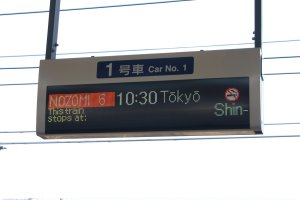 1 号車 Car No. 1
NOZOMI 6 10:30 Tōkyō
This train
stops at: Shin-